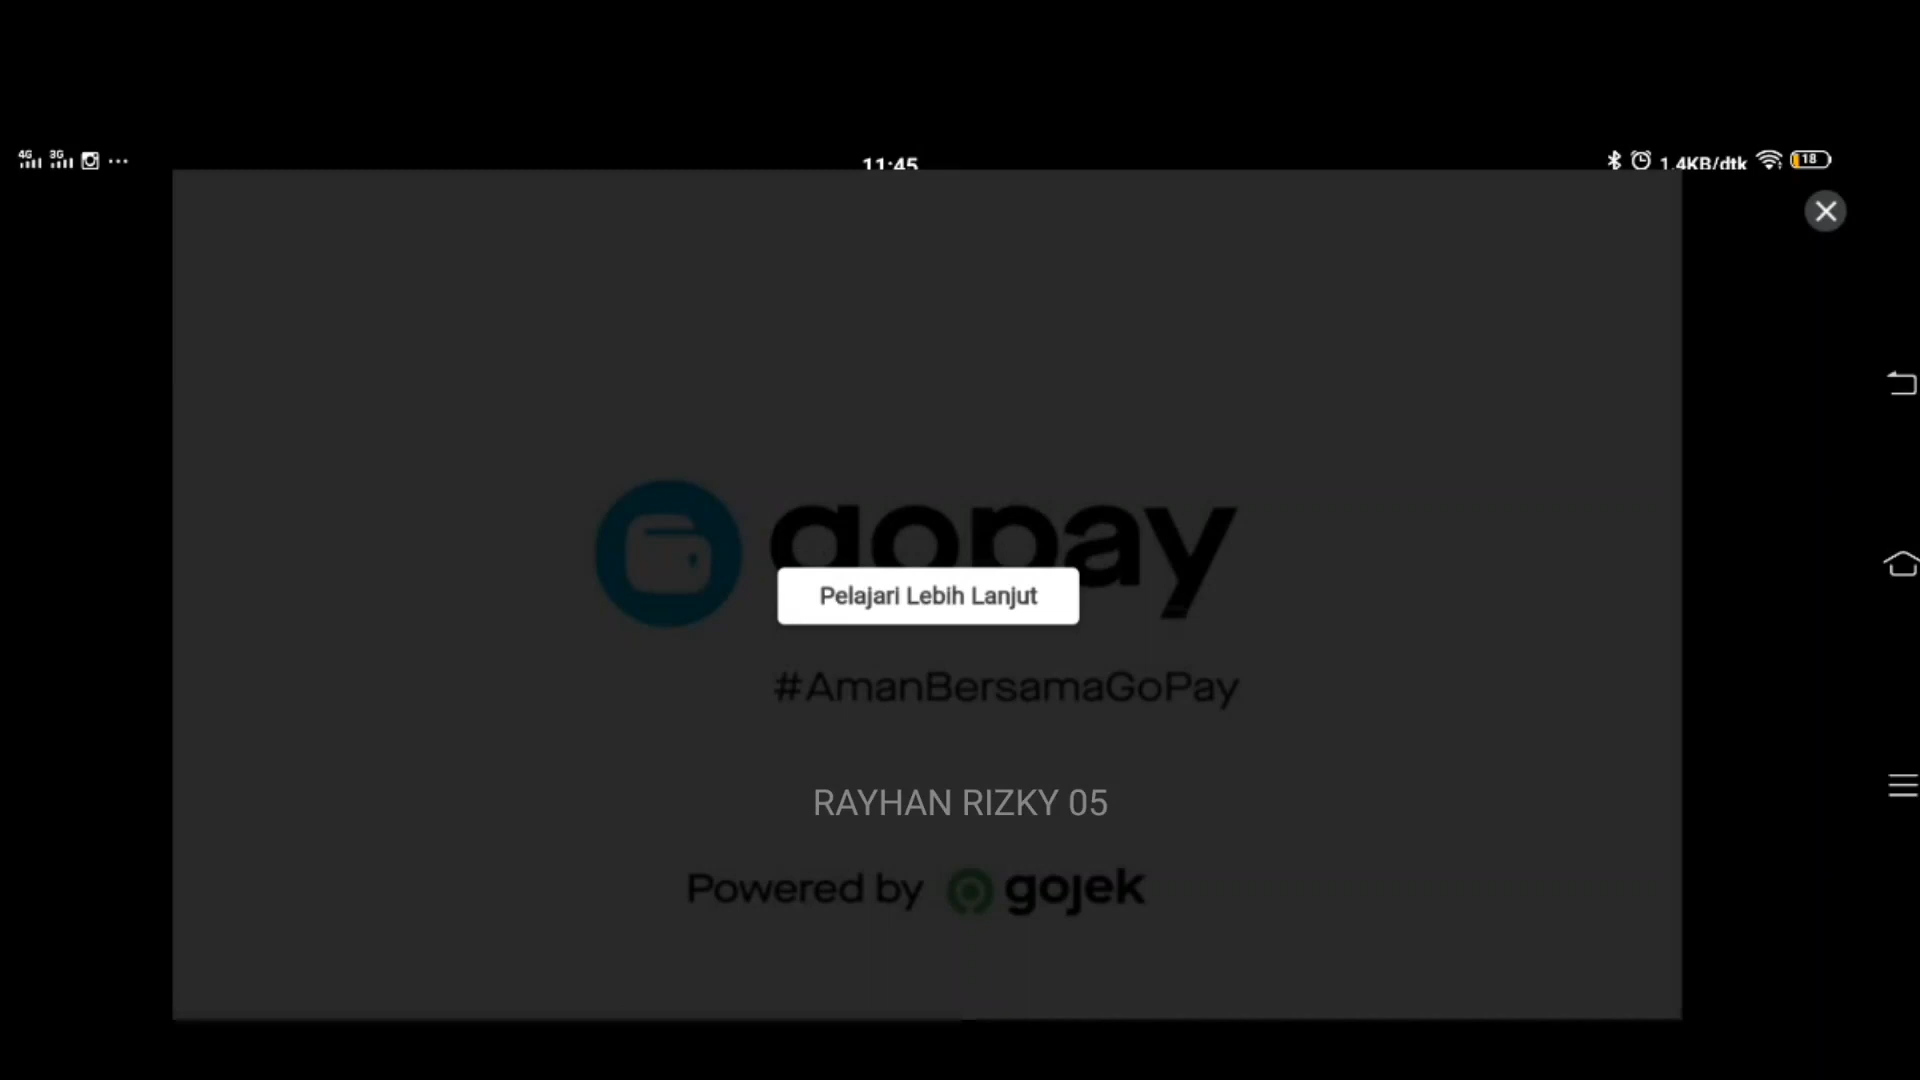 4G 3G 11:45 1.4KB/dtk 18
gopay
Pelajari Lebih Lanjut
#AmanBersamaGoPay
RAYHAN RIZKY 05
Powered by gojek